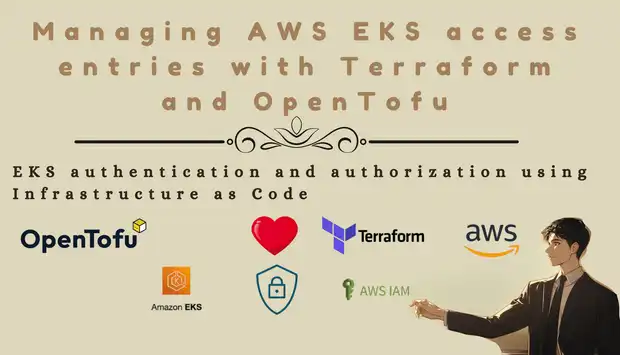 Managing AWS EKS access
entries with Terraform
and OpenTofu
EKS authentication and authorization using
Infrastructure as Code
OpenTofu
Terraform
aws
Amazon EKS
AWS IAM